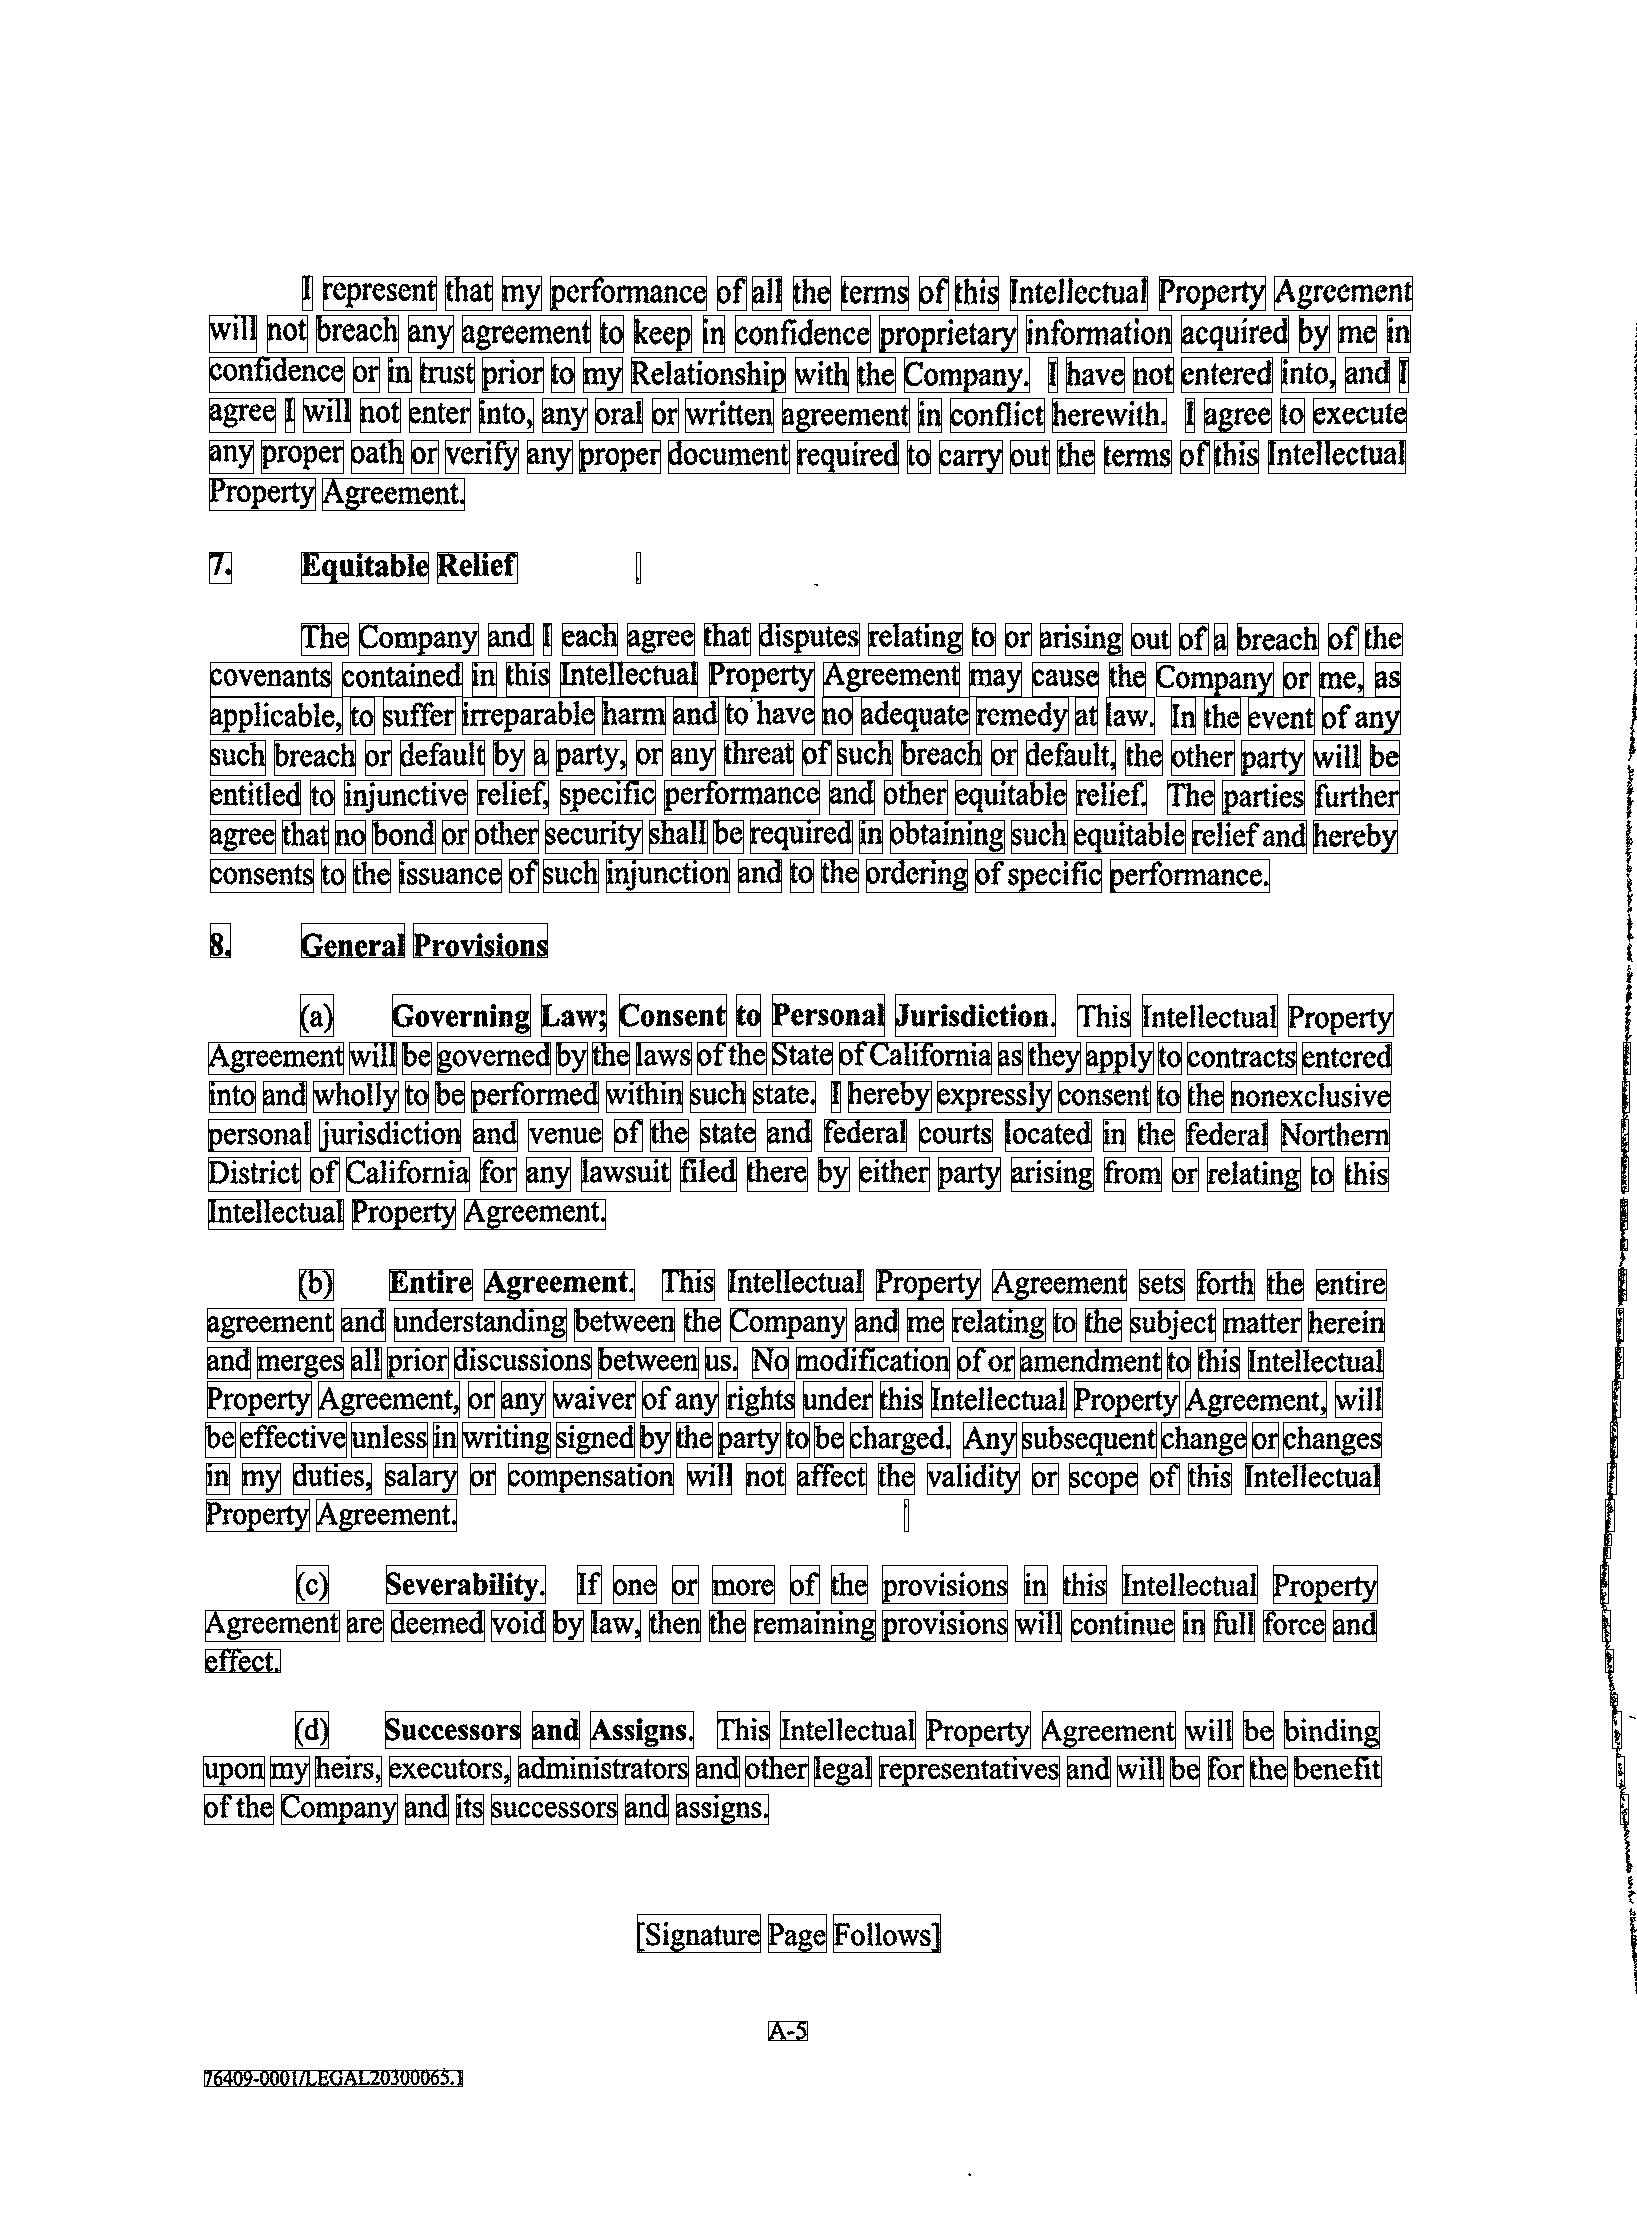 I represent that my performance of all the terms of this Intellectual Property Agreement
will not breach any agreement to keep in confidence proprietary information acquired by me in
confidence or in trust prior to my Relationship with the Company. I have not entered into, and I
agree I will not enter into, any oral or written agreement in conflict herewith. I agree to execute
any proper oath or verify any proper document required to carry out the terms of this Intellectual
Property Agreement.
7. Equitable Relief
The Company and I each agree that disputes relating to or arising out of a breach of the
covenants contained in this Intellectual Property Agreement may cause the Company or me, as
applicable, to suffer irreparable harm and to have no adequate remedy at law. In the event of any
such breach or default by a party, or any threat of such breach or default, the other party will be
entitled to injunctive relief, specific performance and other equitable relief. The parties further
agree that no bond or other security shall be required in obtaining such equitable relief and hereby
consents to the issuance of such injunction and to the ordering of specific performance.
8. General Provisions
(a) Governing Law; Consent to Personal Jurisdiction. This Intellectual Property
Agreement will be governed by the laws of the State of California as they apply to contracts entered
into and wholly to be performed within such state. I hereby expressly consent to the nonexclusive
personal jurisdiction and venue of the state and federal courts located in the federal Northern
District of California for any lawsuit filed there by either party arising from or relating to this
Intellectual Property Agreement.
(b) Entire Agreement. This Intellectual Property Agreement sets forth the entire
agreement and understanding between the Company and me relating to the subject matter herein
and merges all prior discussions between us. No modification of or amendment to this Intellectual
Property Agreement, or any waiver of any rights under this Intellectual Property Agreement, will
be effective unless in writing signed by the party to be charged. Any subsequent change or changes
in my duties, salary or compensation will not affect the validity or scope of this Intellectual
Property Agreement.
(c) Severability. If one or more of the provisions in this Intellectual Property
Agreement are deemed void by law, then the remaining provisions will continue in full force and
effect.
(d) Successors and Assigns. This Intellectual Property Agreement will be binding
upon my heirs, executors, administrators and other legal representatives and will be for the benefit
of the Company and its successors and assigns.
[Signature Page Follows]
A-5
76409-0001/LEGAL20300065.1